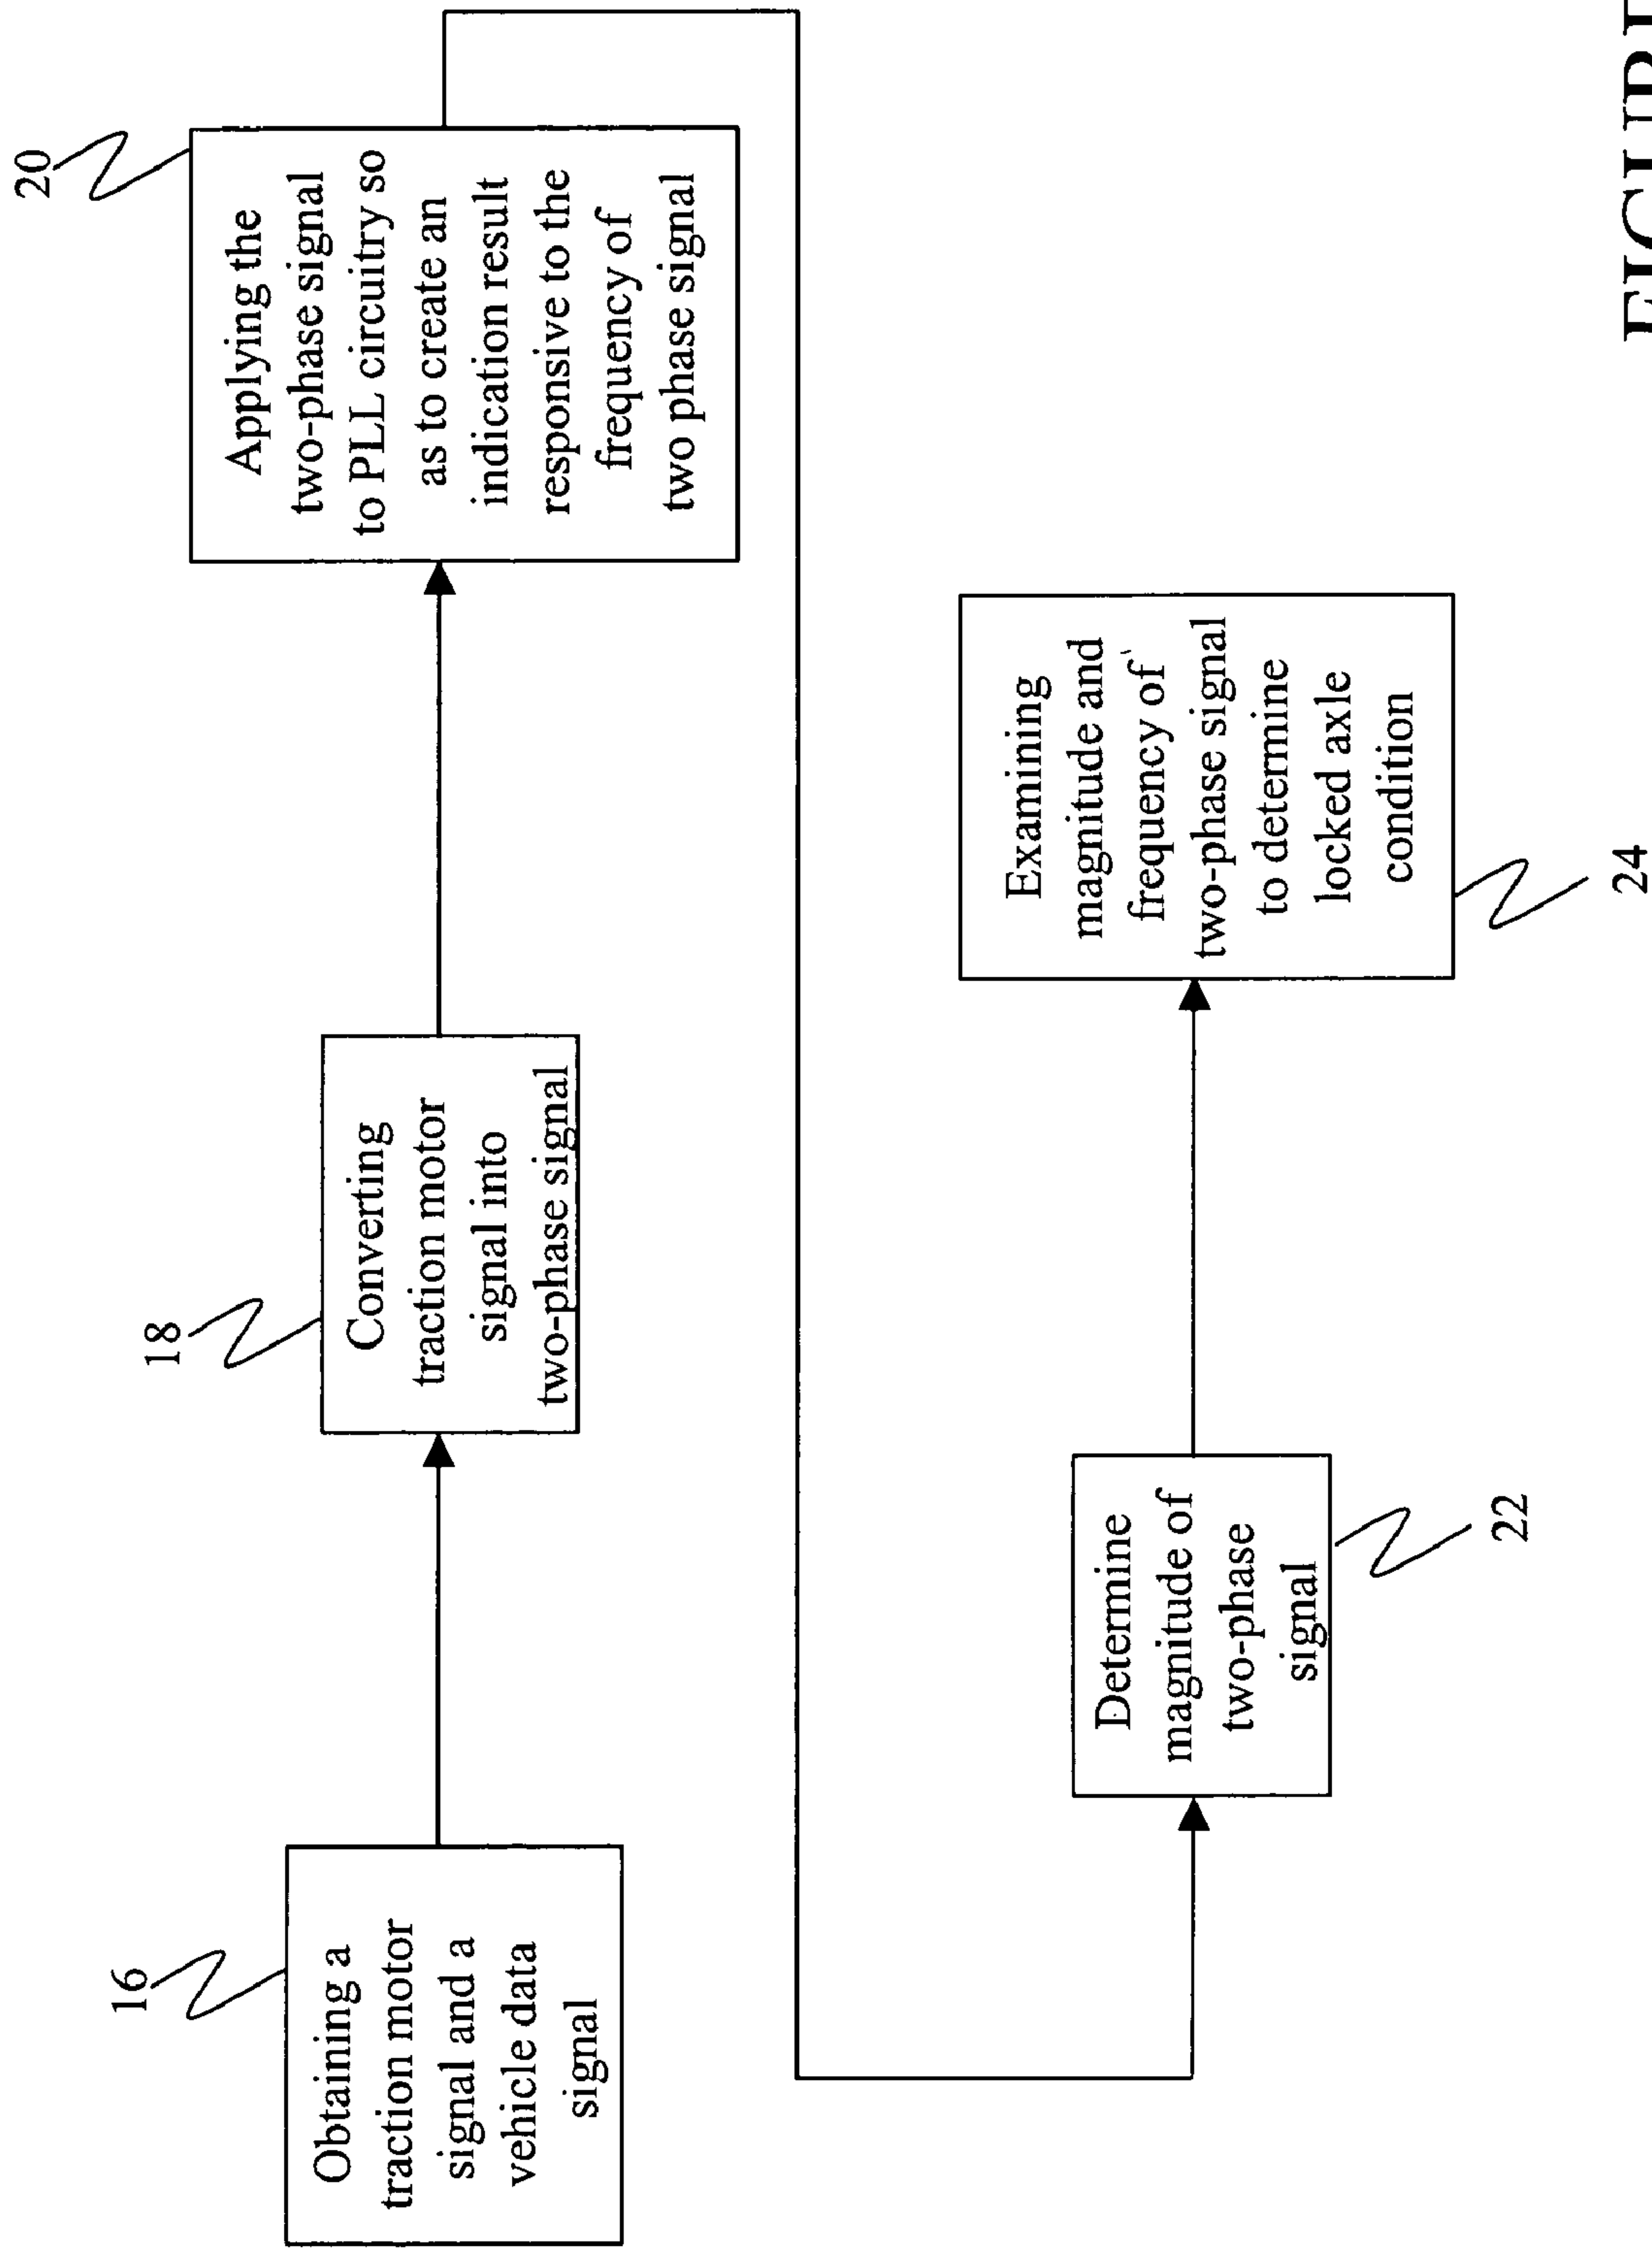 16
Obtaining a
traction motor
signal and a
vehicle data
signal
18
Converting
traction motor
signal into
two-phase signal
20
Applying the
two-phase signal
to PLL circuitry so
as to create an
indication result
responsive to the
frequency of
two phase signal
Determine
magnitude of
two-phase
signal
22
Examining
magnitude and
frequency of
two-phase signal
to determine
locked axle
condition
24